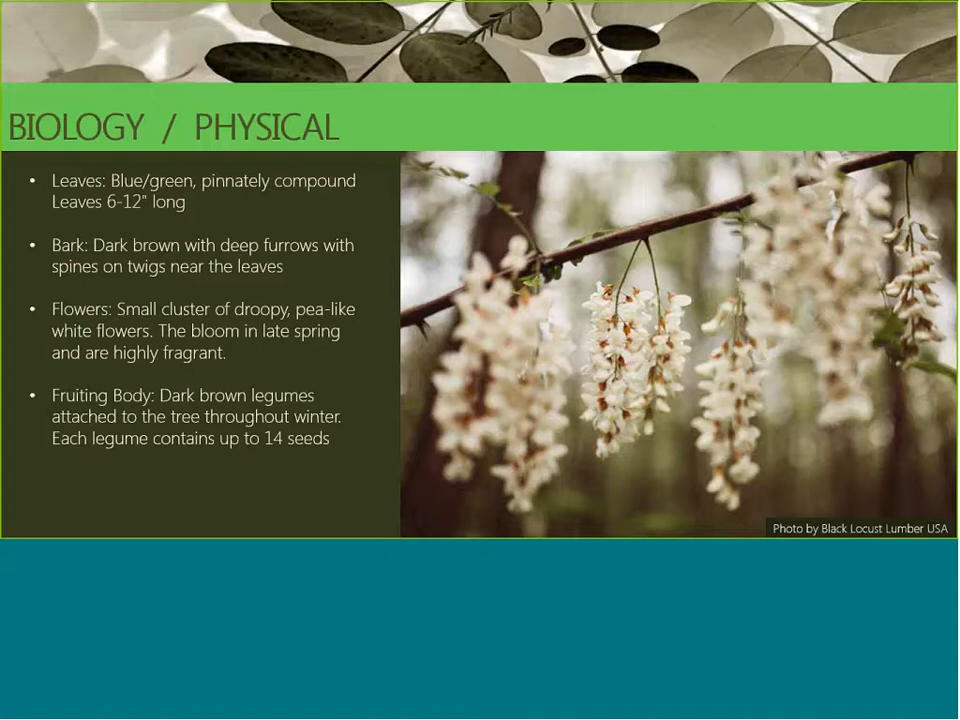 BIOLOGY / PHYSICAL
• Leaves: Blue/green, pinnately compound
Leaves 6-12" long
• Bark: Dark brown with deep furrows with
spines on twigs near the leaves
• Flowers: Small cluster of droopy, pea-like
white flowers. The bloom in late spring
and are highly fragrant.
• Fruiting Body: Dark brown legumes
attached to the tree throughout winter.
Each legume contains up to 14 seeds
Photo by Black Locust Lumber USA